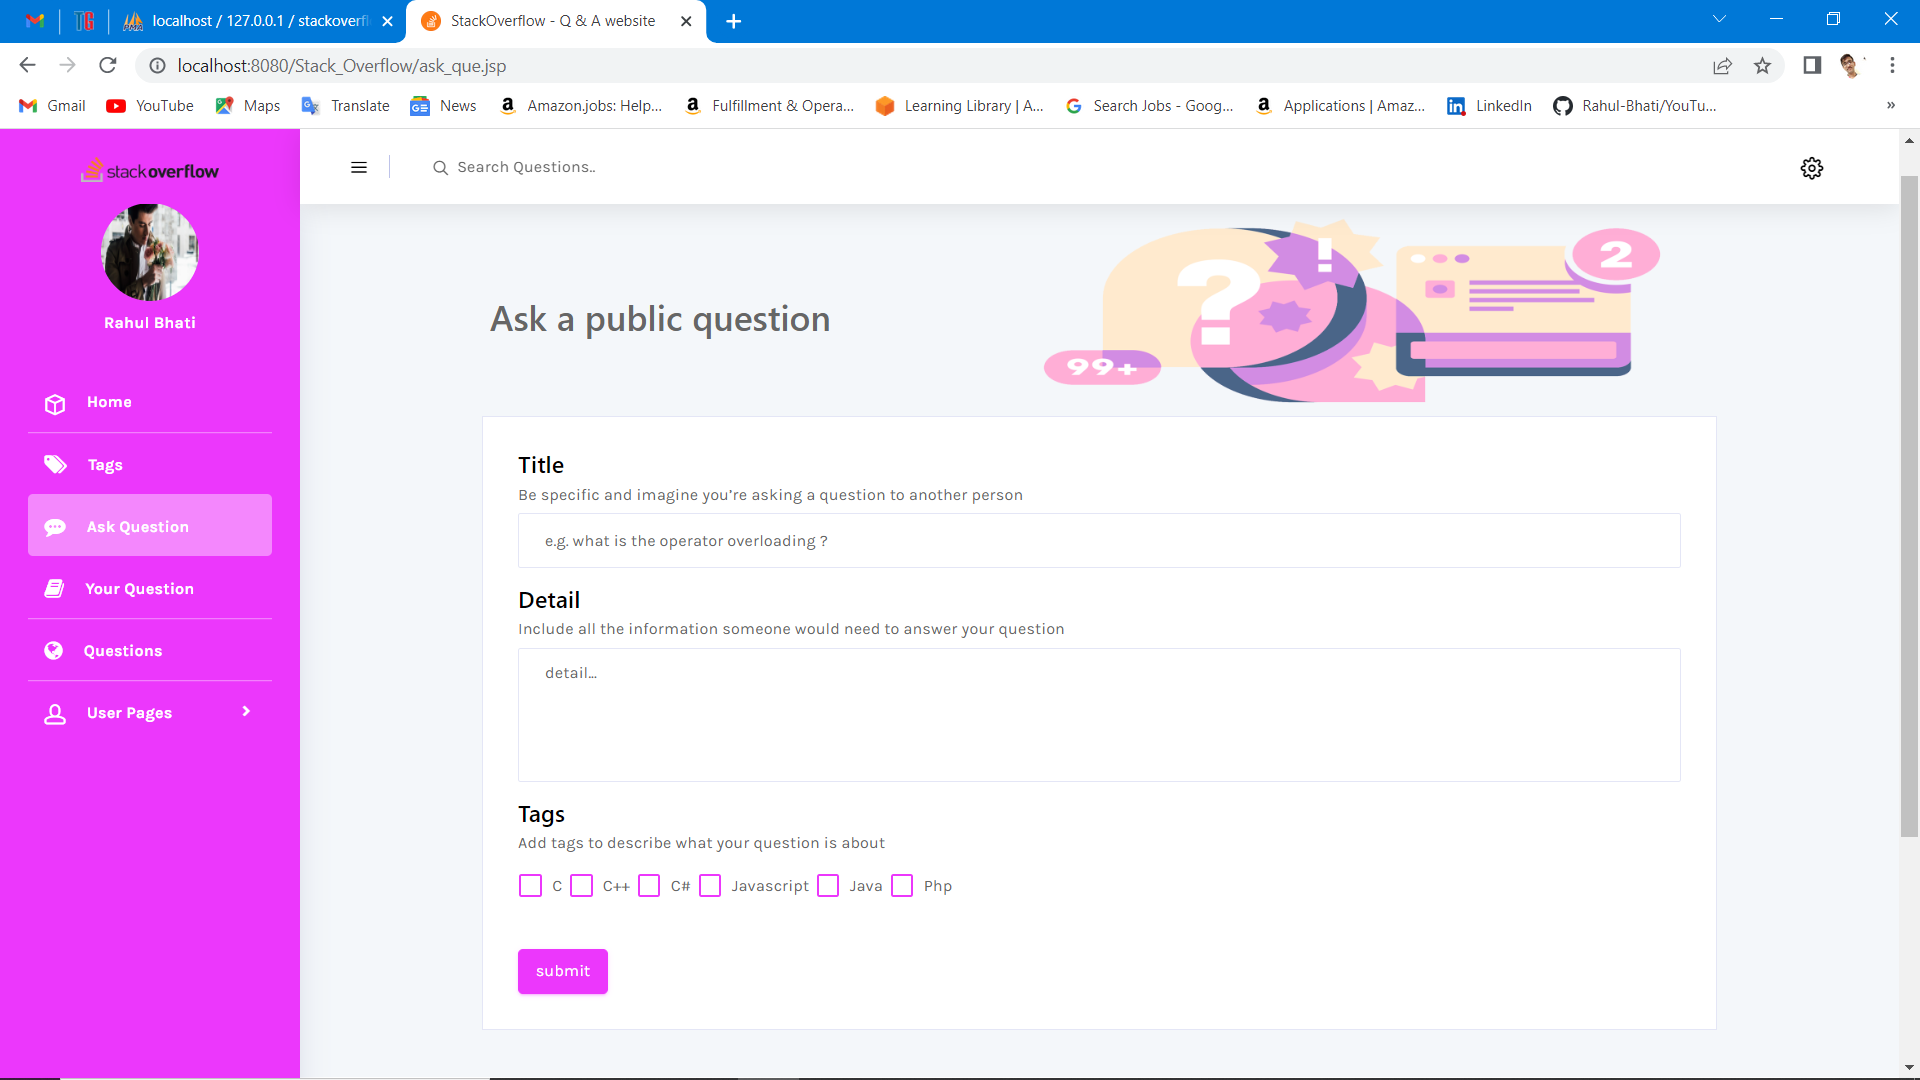 localhost / 127.0.0.1 / stackoverfl
StackOverflow - Q & A website
localhost:8080/Stack_Overflow/ask_que.jsp
Gmail
YouTube
Maps
Translate
News
Amazon.jobs: Help...
Fulfillment & Opera...
Learning Library | A...
Search Jobs - Goog...
Applications | Amaz...
LinkedIn
Rahul-Bhati/YouTu...
»
stackoverflow
Rahul Bhati
Home
Tags
Ask Question
Your Question
Questions
User Pages
Search Questions..
Ask a public question
?
!
99+
2
Title
Be specific and imagine you’re asking a question to another person
e.g. what is the operator overloading ?
Detail
Include all the information someone would need to answer your question
detail...
Tags
Add tags to describe what your question is about
C C++ C# Javascript Java Php
submit